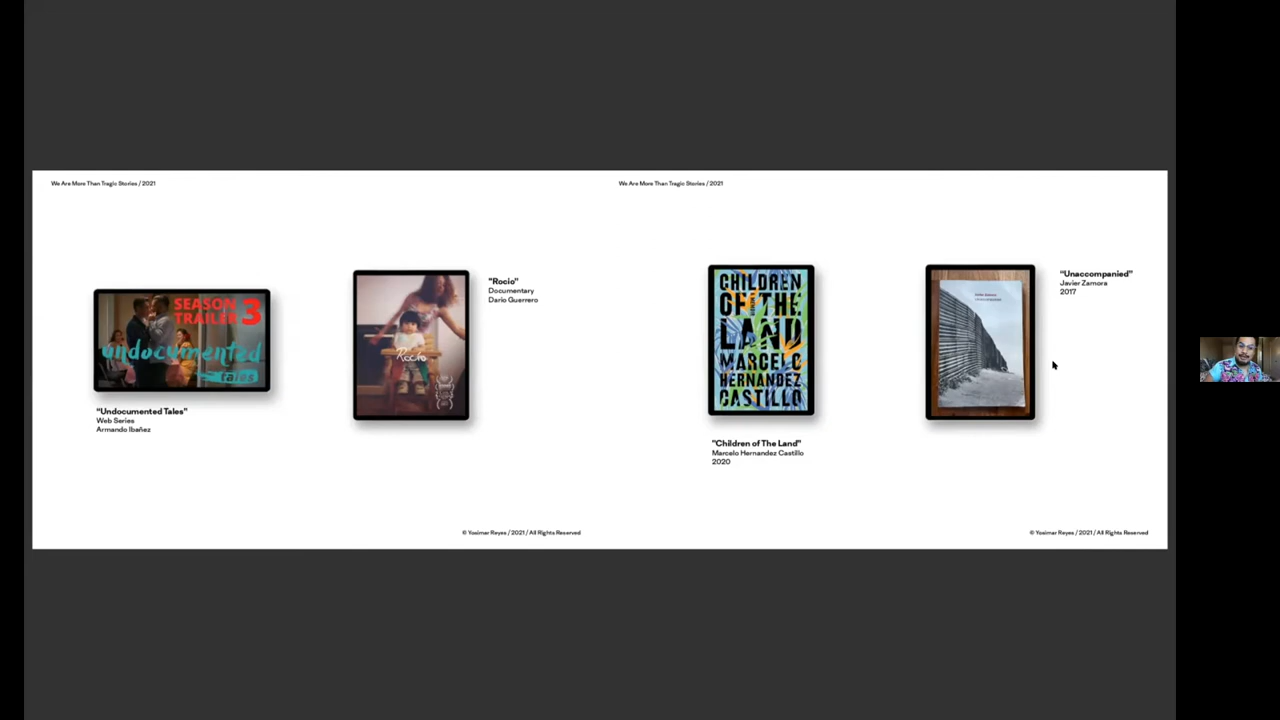 We Are More Than Tragic Stories / 2021
SEASON
TRAILER 3
undocumented
tales
"Undocumented Tales"
Web Series
Armando Ibañez
Rocio
"Rocio"
Documentary
Dario Guerrero
© Yosimar Reyes / 2021 / All Rights Reserved
We Are More Than Tragic Stories / 2021
CHILDREN
OF THE
LAND
MARCELO
HERNANDEZ
CASTILLO
"Children of The Land"
Marcelo Hernandez Castillo
2020
"Unaccompanied"
Javier Zamora
2017
© Yosimar Reyes / 2021 / All Rights Reserved